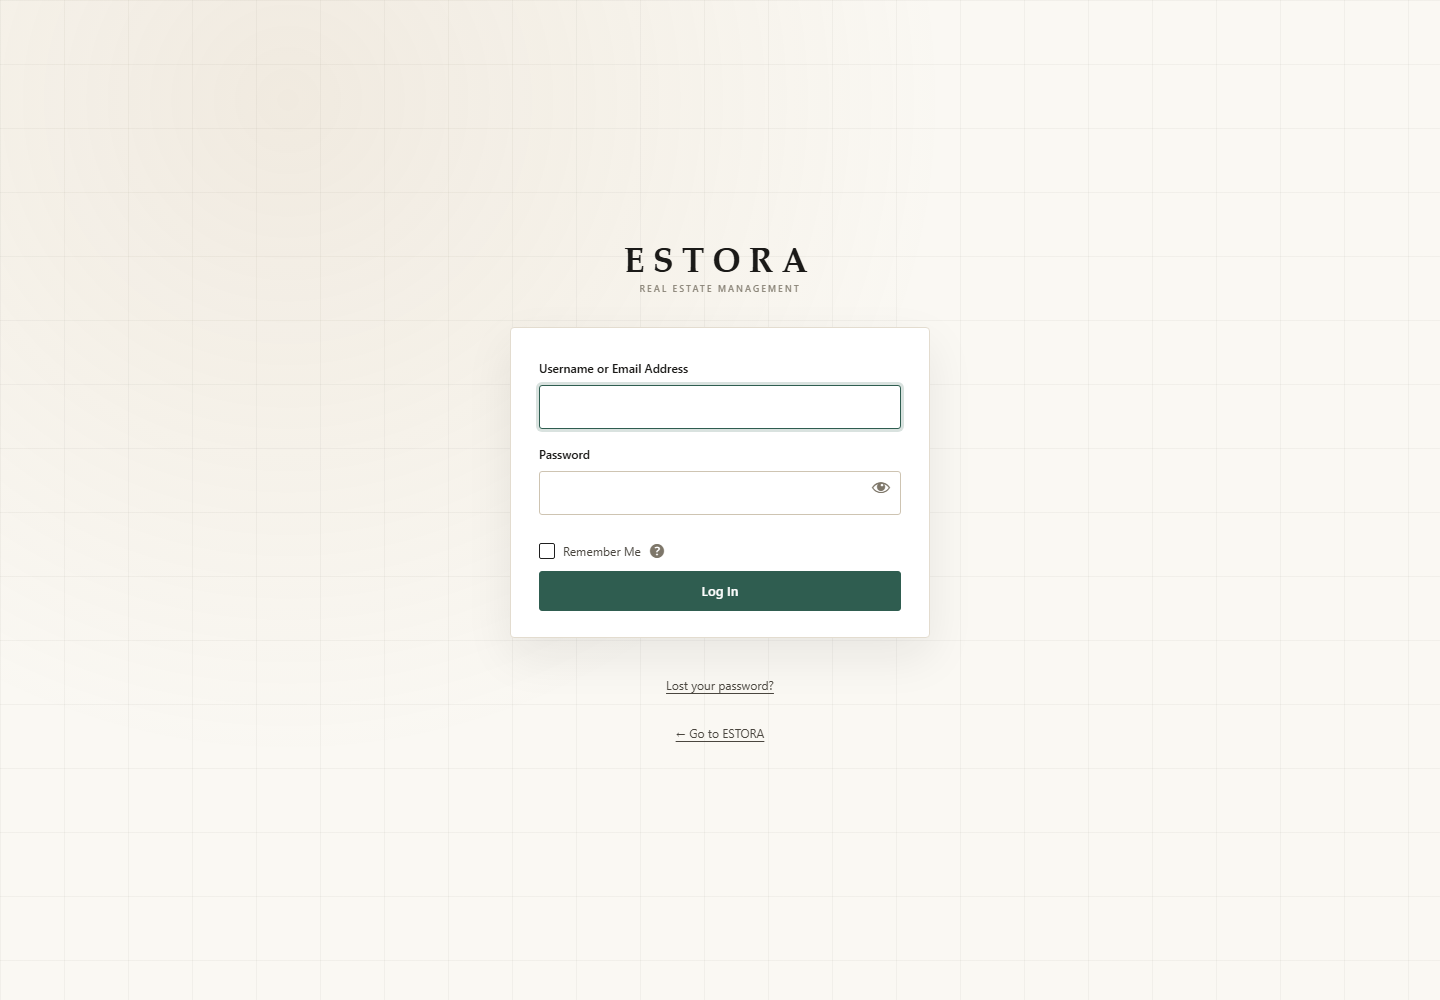 ESTORA
REAL ESTATE MANAGEMENT
Username or Email Address
Password
Remember Me ?
Log In
Lost your password?
← Go to ESTORA